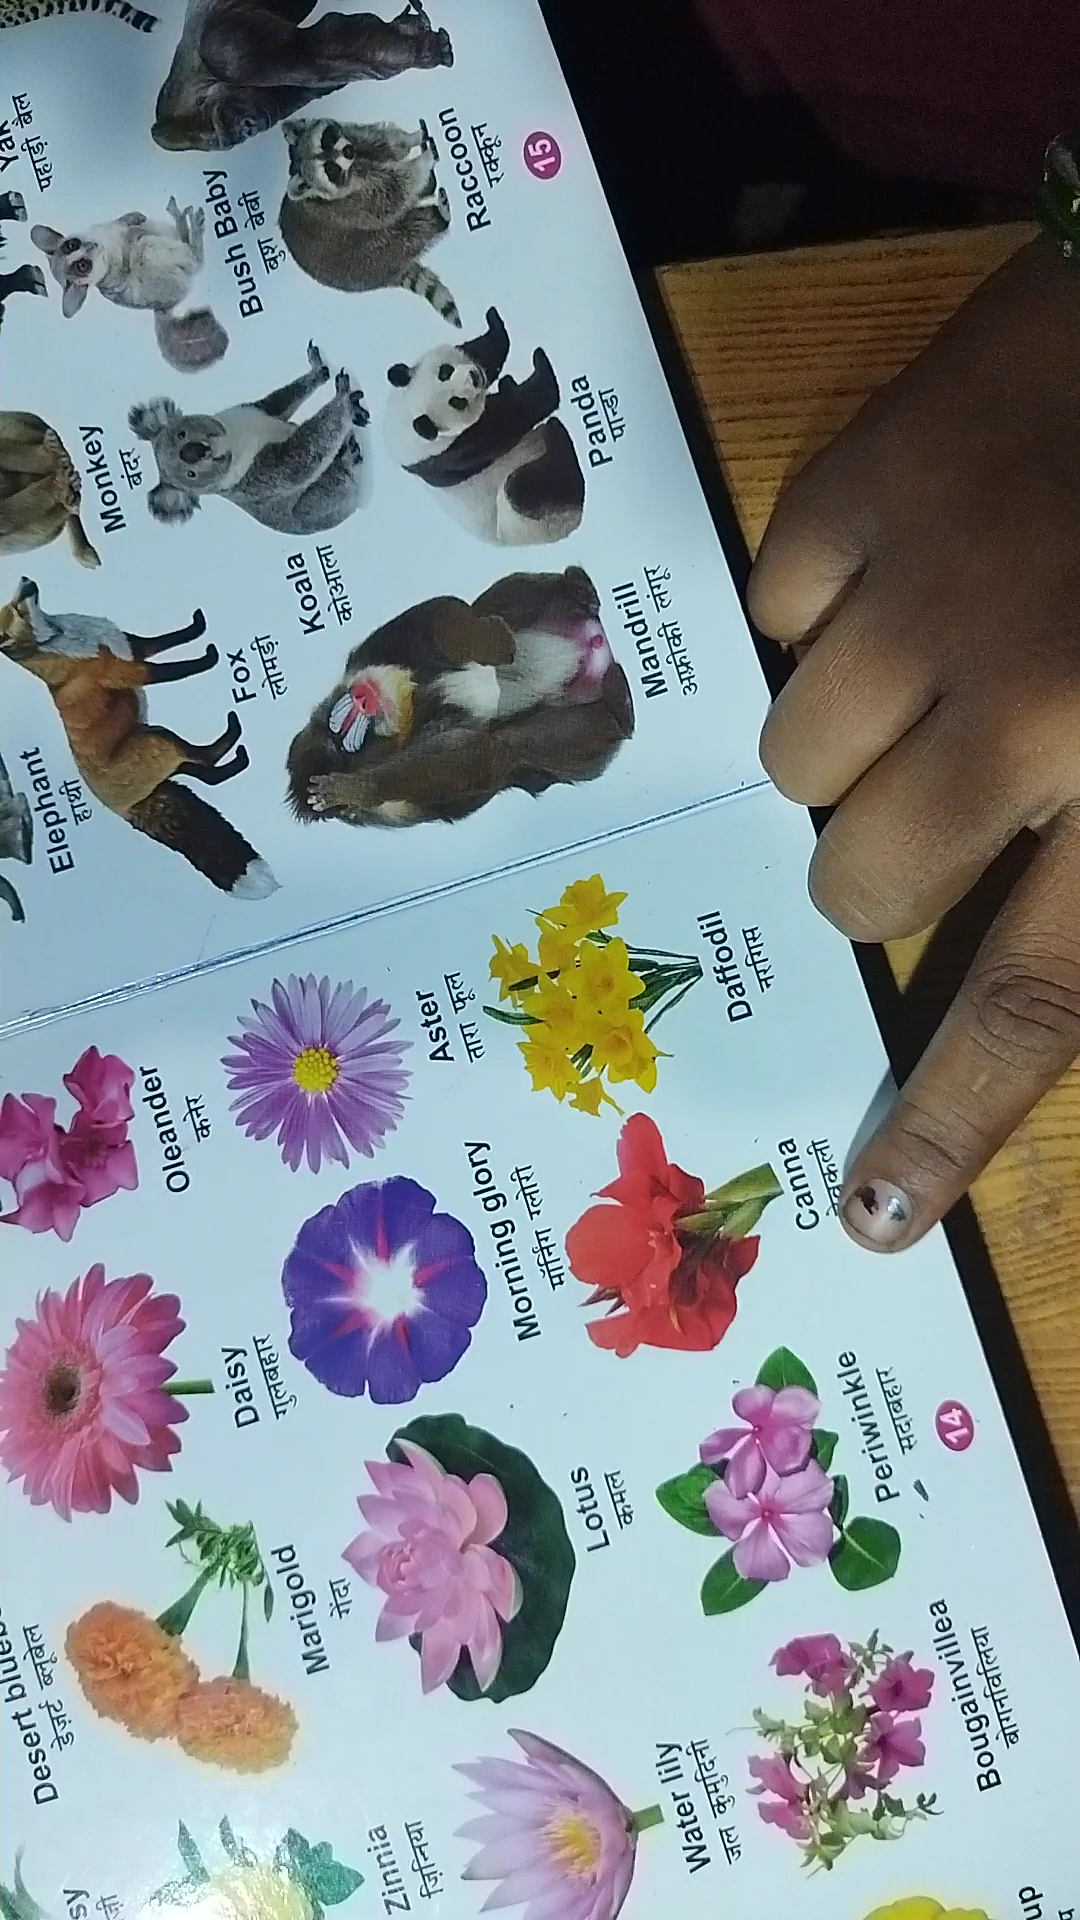 Yak
पहाड़ी बैल
Bush Baby
बुश बेबी
Raccoon
रक्कून
Monkey
बंदर
Koala
कोआला
Panda
पान्डा
Elephant
हाथी
Fox
लोमड़ी
Mandrill
अफ्रीकी लंगूर
15
Oleander
कनेर
Aster
तारा फूल
Daffodil
नरगिस
Daisy
गुलबहार
Morning glory
मॉर्निंग ग्लोरी
Canna
Desert
डेज़र्ट ब्लूबेल
Marigold
गेंदा
Lotus
कमल
Periwinkle
सदाबहार
Zinnia
ज़िन्निया
Water lily
जल कुमुदिनी
Bougainvillea
बोगनविलिया
14